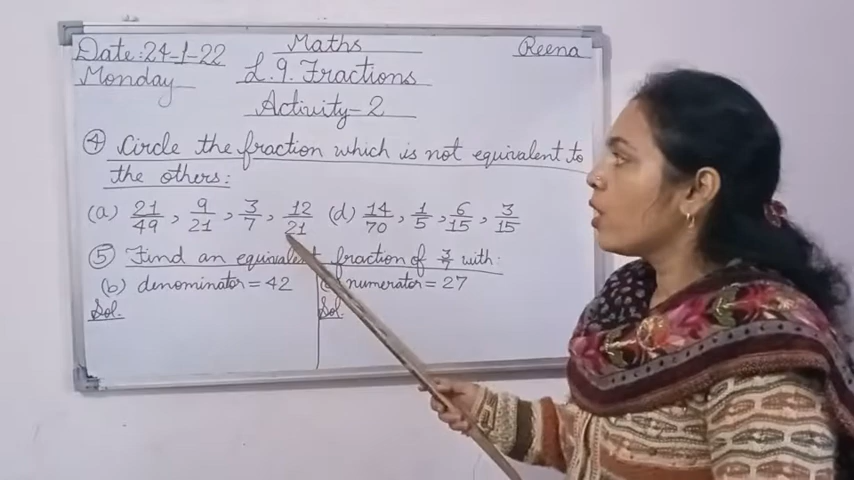 Date:24-1-22 Maths Reena
Monday L.9.Fractions
Activity-2
④ Circle the fraction which is not equivalent to
the others:
(a) 21/49, 9/21, 3/7, 12/21 (d) 14/70, 1/5, 6/15, 3/15
⑤ Find an equivalent fraction of 3/7 with:
(b) denominator=42 numerator=27
Sol. Sol.